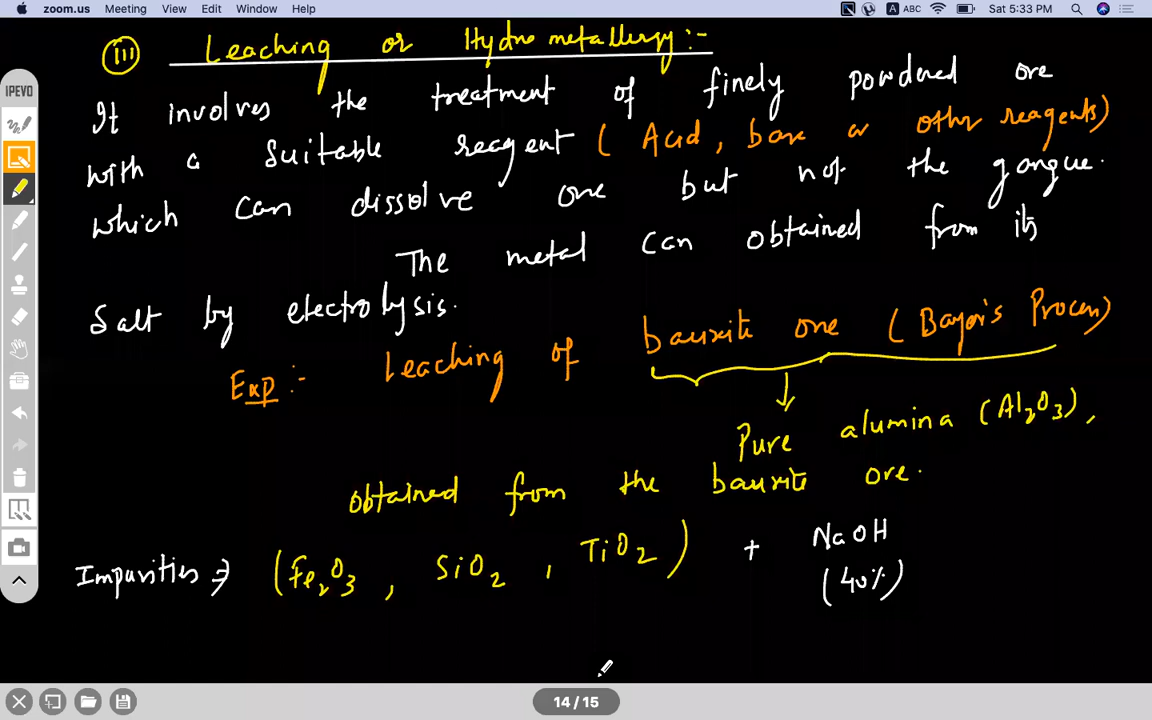 zoom.us Meeting View Edit Window Help ABC Sat 5:33 PM
IPEVO
(III) Leaching or Hydrometallurgy:-
It involves the treatment of finely powdered ore
with a suitable reagent (Acid, base or other reagents)
which can dissolve ore but not the gangue.
The metal can obtained from its
Salt by electrolysis.
Exp:- Leaching of bauxite ore (Bayer's Process)
Pure alumina (Al₂O₃),
obtained from the bauxite ore.
Impurities ⇒ (Fe₂O₃, SiO₂, TiO₂) + NaOH
(40%)
14 / 15